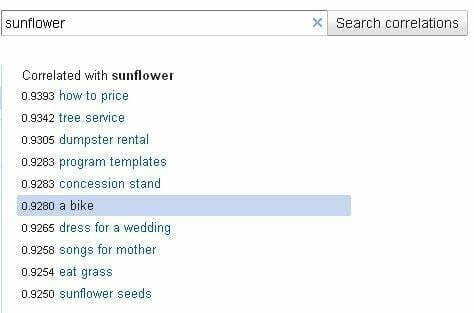 sunflower
Search correlations
Correlated with sunflower
0.9393 how to price
0.9342 tree service
0.9305 dumpster rental
0.9283 program templates
0.9283 concession stand
0.9280 a bike
0.9265 dress for a wedding
0.9258 songs for mother
0.9254 eat grass
0.9250 sunflower seeds